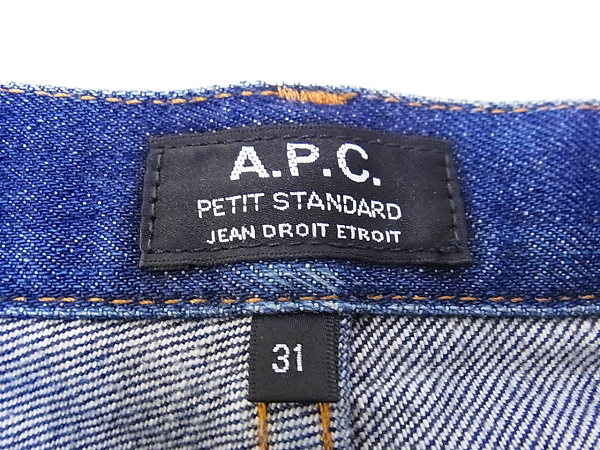 A.P.C.
PETIT STANDARD
JEAN DROIT ETROIT
31